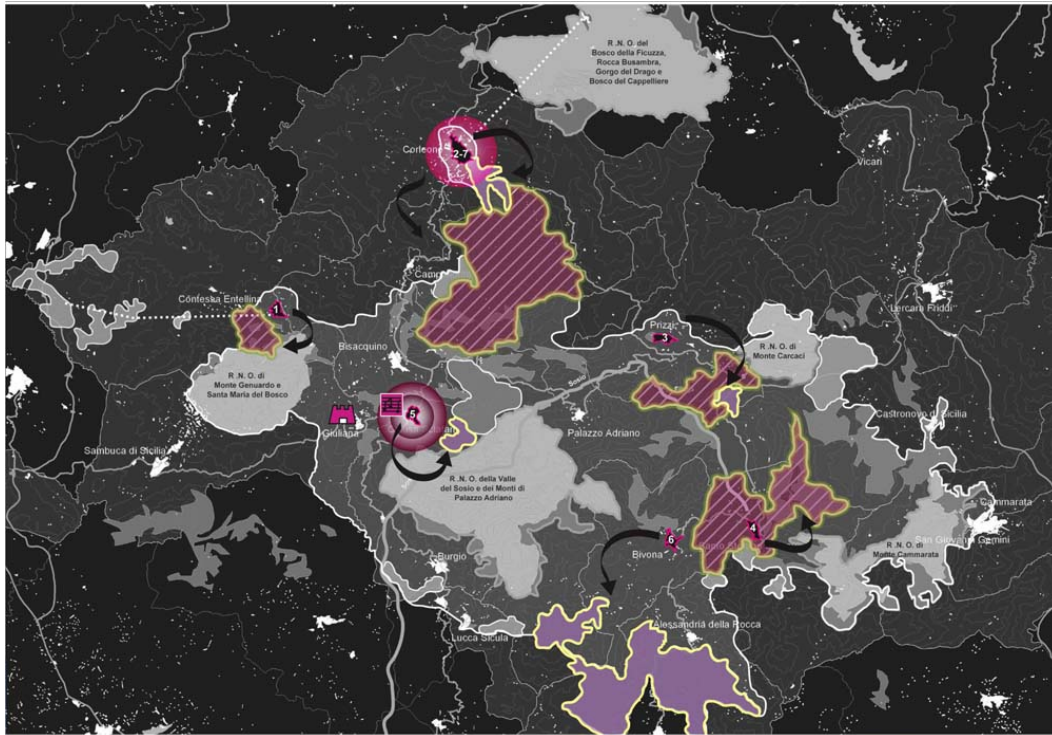 R .N. O. del
Bosco della Ficuzza,
Rocca Busambra,
Gorgo del Drago e
Bosco del Cappelliere
Corleone
2-7
Vicari
Camp
Contessa Entellina
1
Lercara Friddi
Prizzi
3
R .N. O. di
Monte Carcaci
Bisacquino
Sosio
R .N. O. di
Monte Genuardo e
Santa Maria del Bosco
5
Giuliana
Palazzo Adriano
Castronovo di Sicilia
Sambuca di Sicilia
R .N. O. della Valle
del Sosio e dei Monti di
Palazzo Adriano
Cammarata
4
San Giovanni Gemini
R .N. O. di
Monte Cammarata
6
Bivona
Burgio
Alessandria della Rocca
Lucca Sicula